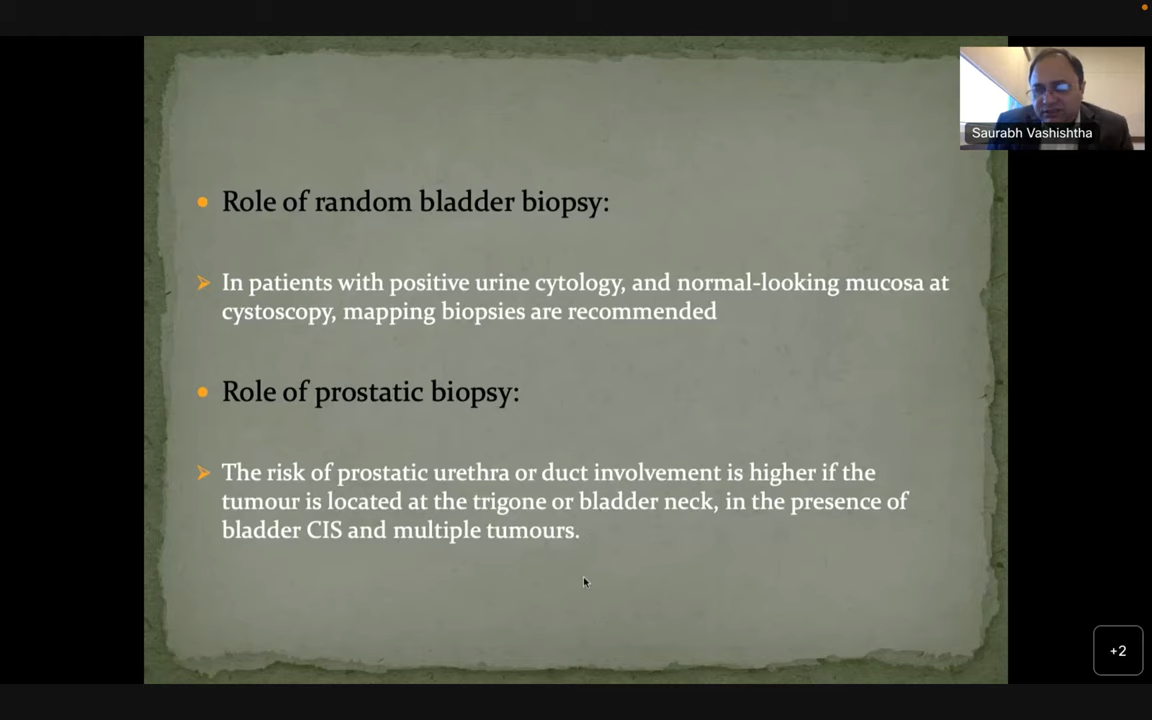 Saurabh Vashishtha
Role of random bladder biopsy:
In patients with positive urine cytology, and normal-looking mucosa at
cystoscopy, mapping biopsies are recommended
Role of prostatic biopsy:
The risk of prostatic urethra or duct involvement is higher if the
tumour is located at the trigone or bladder neck, in the presence of
bladder CIS and multiple tumours.
+2